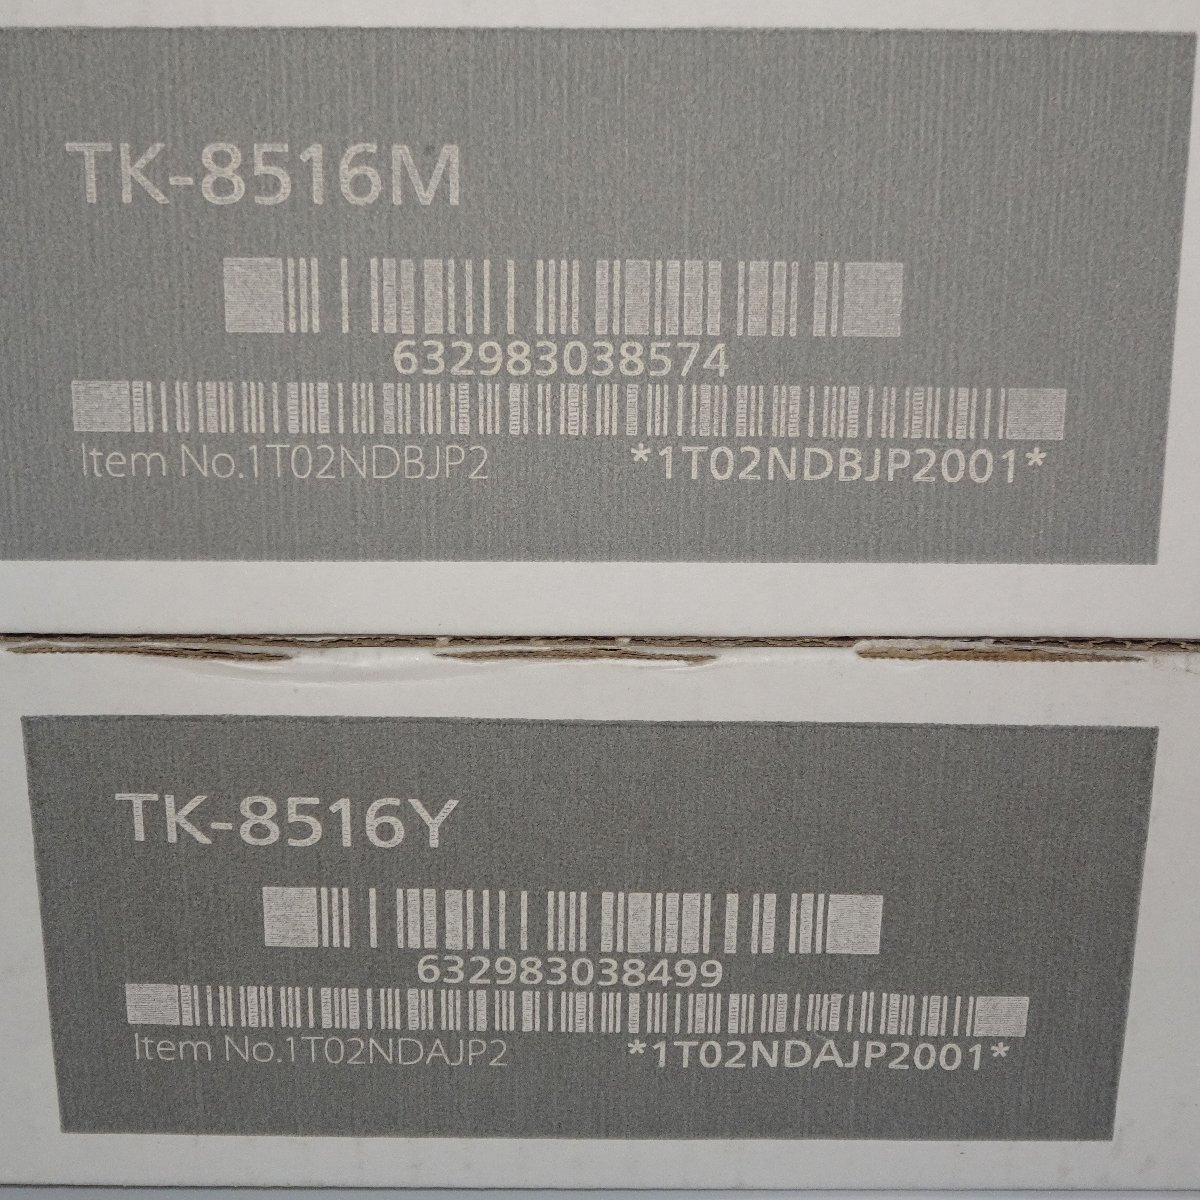 TK-8516M
632983038574
Item No.1T02NDBJP2 *1T02NDBJP2001*
TK-8516Y
632983038499
Item No.1T02NDAJP2 *1T02NDAJP2001*